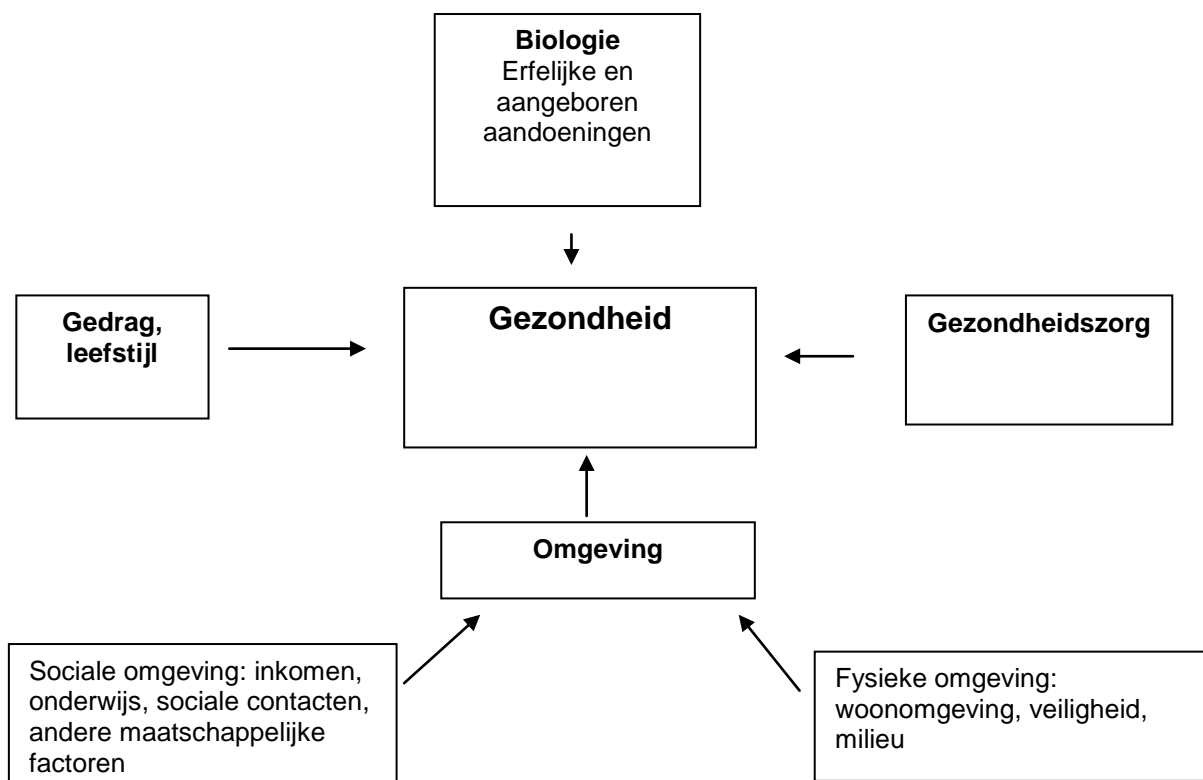 Biologie
Erfelijke en
aangeboren
aandoeningen
Gedrag,
leefstijl
Gezondheid
Gezondheidszorg
Omgeving
Sociale omgeving: inkomen,
onderwijs, sociale contacten,
andere maatschappelijke
factoren
Fysieke omgeving:
woonomgeving, veiligheid,
milieu